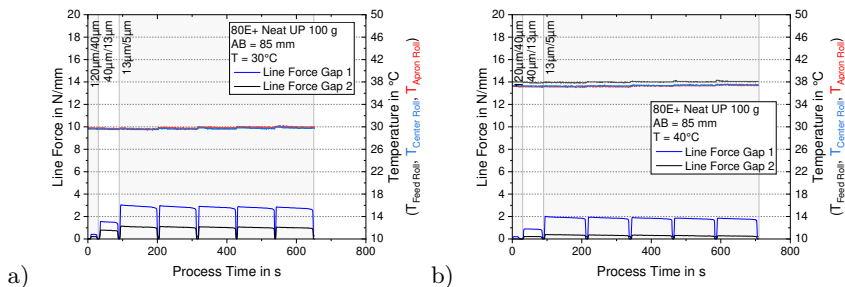 120µm/40µm
40µm/13µm
13µm/5µm
80E+ Neat UP 100 g
AB = 85 mm
T = 30°C
Line Force Gap 1
Line Force Gap 2
Line Force in N/mm
20
18
16
14
12
10
8
6
4
2
0
50
46
42
38
34
30
26
22
18
14
10
Temperature in °C
(T Feed Roll, T Center Roll, T Apron Roll)
0 200 400 600 800
Process Time in s
a)
120µm/40µm
40µm/13µm
13µm/5µm
80E+ Neat UP 100 g
AB = 85 mm
T = 40°C
Line Force Gap 1
Line Force Gap 2
Line Force in N/mm
20
18
16
14
12
10
8
6
4
2
0
50
46
42
38
34
30
26
22
18
14
10
Temperature in °C
(T Feed Roll, T Center Roll, T Apron Roll)
0 200 400 600 800
Process Time in s
b)